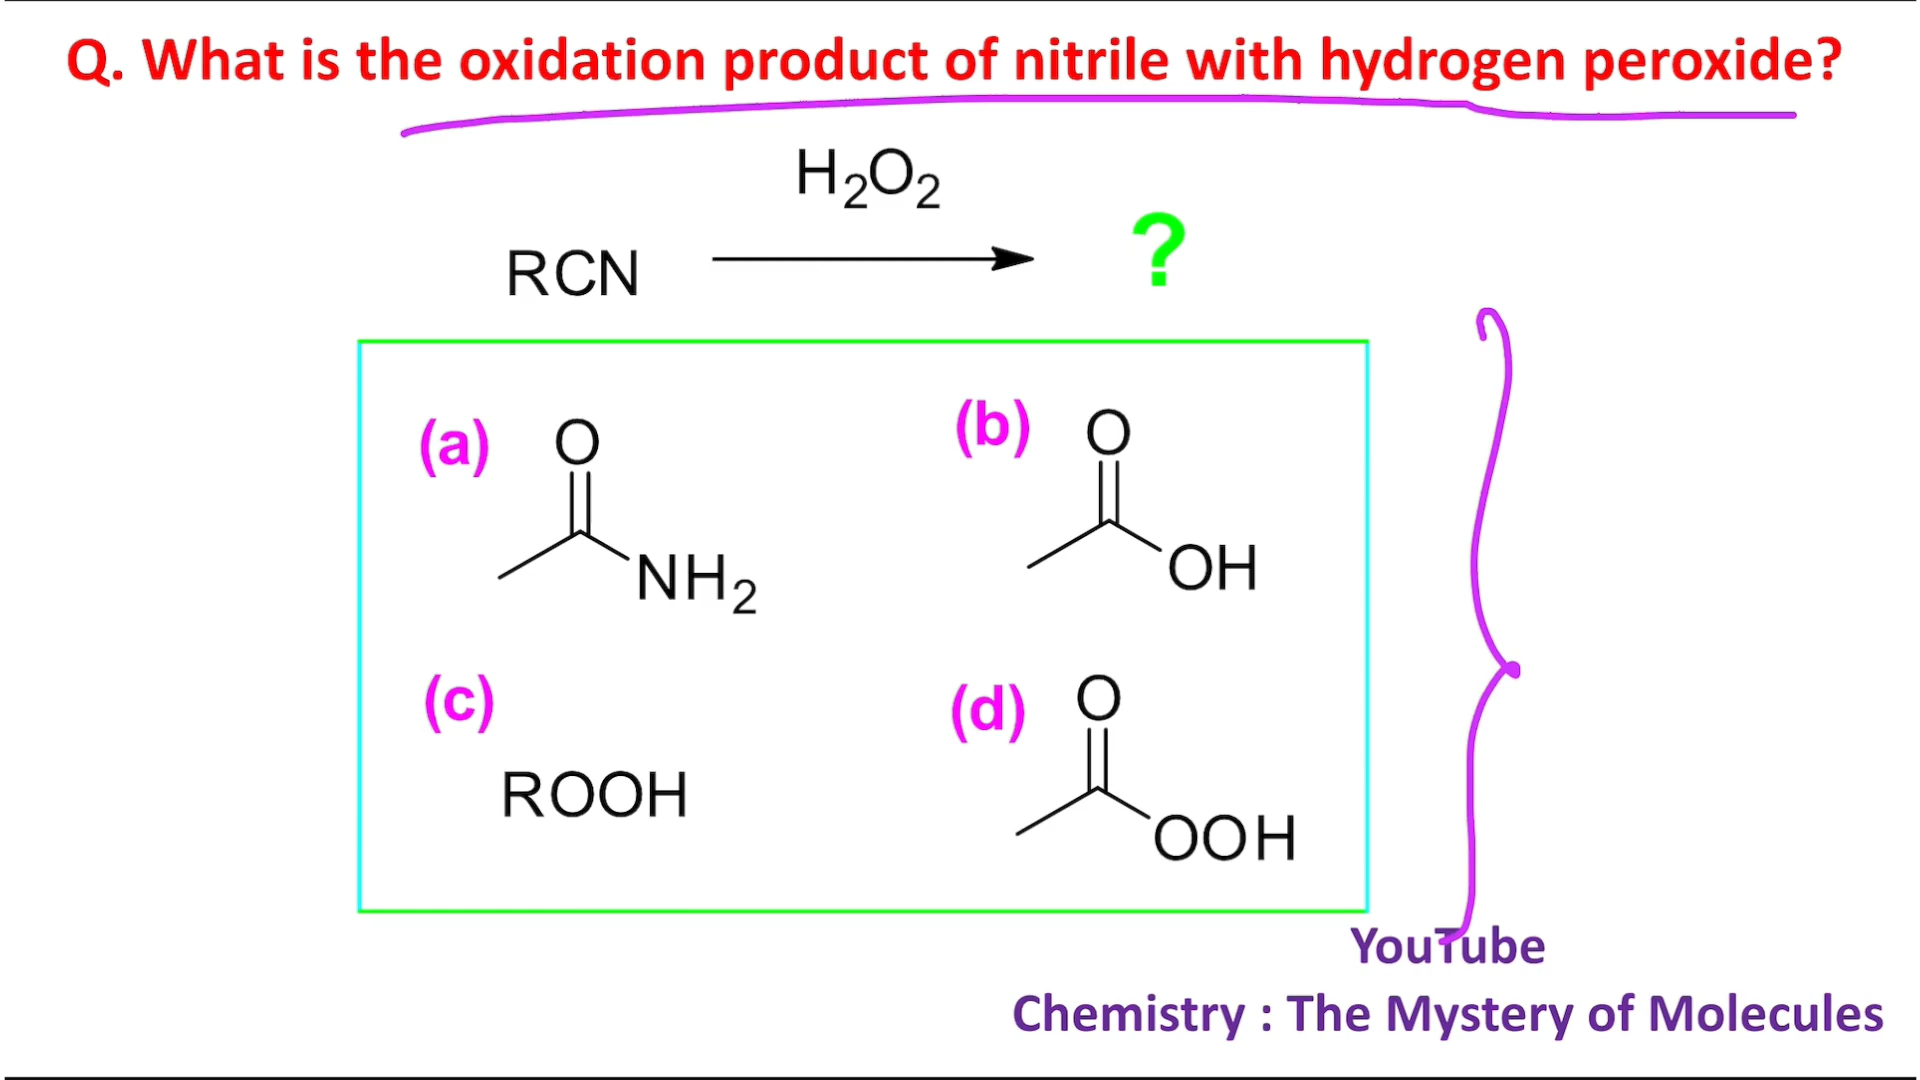 Q. What is the oxidation product of nitrile with hydrogen peroxide?
H₂O₂
RCN ?
(a) O (b) O
NH₂ OH
(c) (d) O
ROOH OOH
YouTube
Chemistry : The Mystery of Molecules